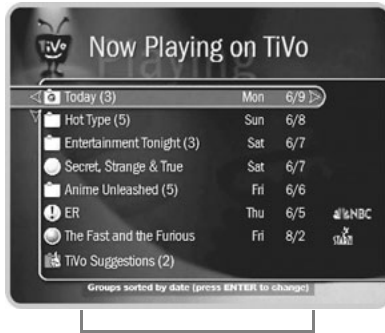 TiVo
Now Playing on TiVo
Today (3) Mon 6/9
Hot Type (5) Sun 6/8
Entertainment Tonight (3) Sat 6/7
Secret, Strange & True Sat 6/7
Anime Unleashed (5) Fri 6/6
ER Thu 6/5 NBC
The Fast and the Furious Fri 8/2 starz!
TiVo Suggestions (2)
Groups sorted by date (press ENTER to change)